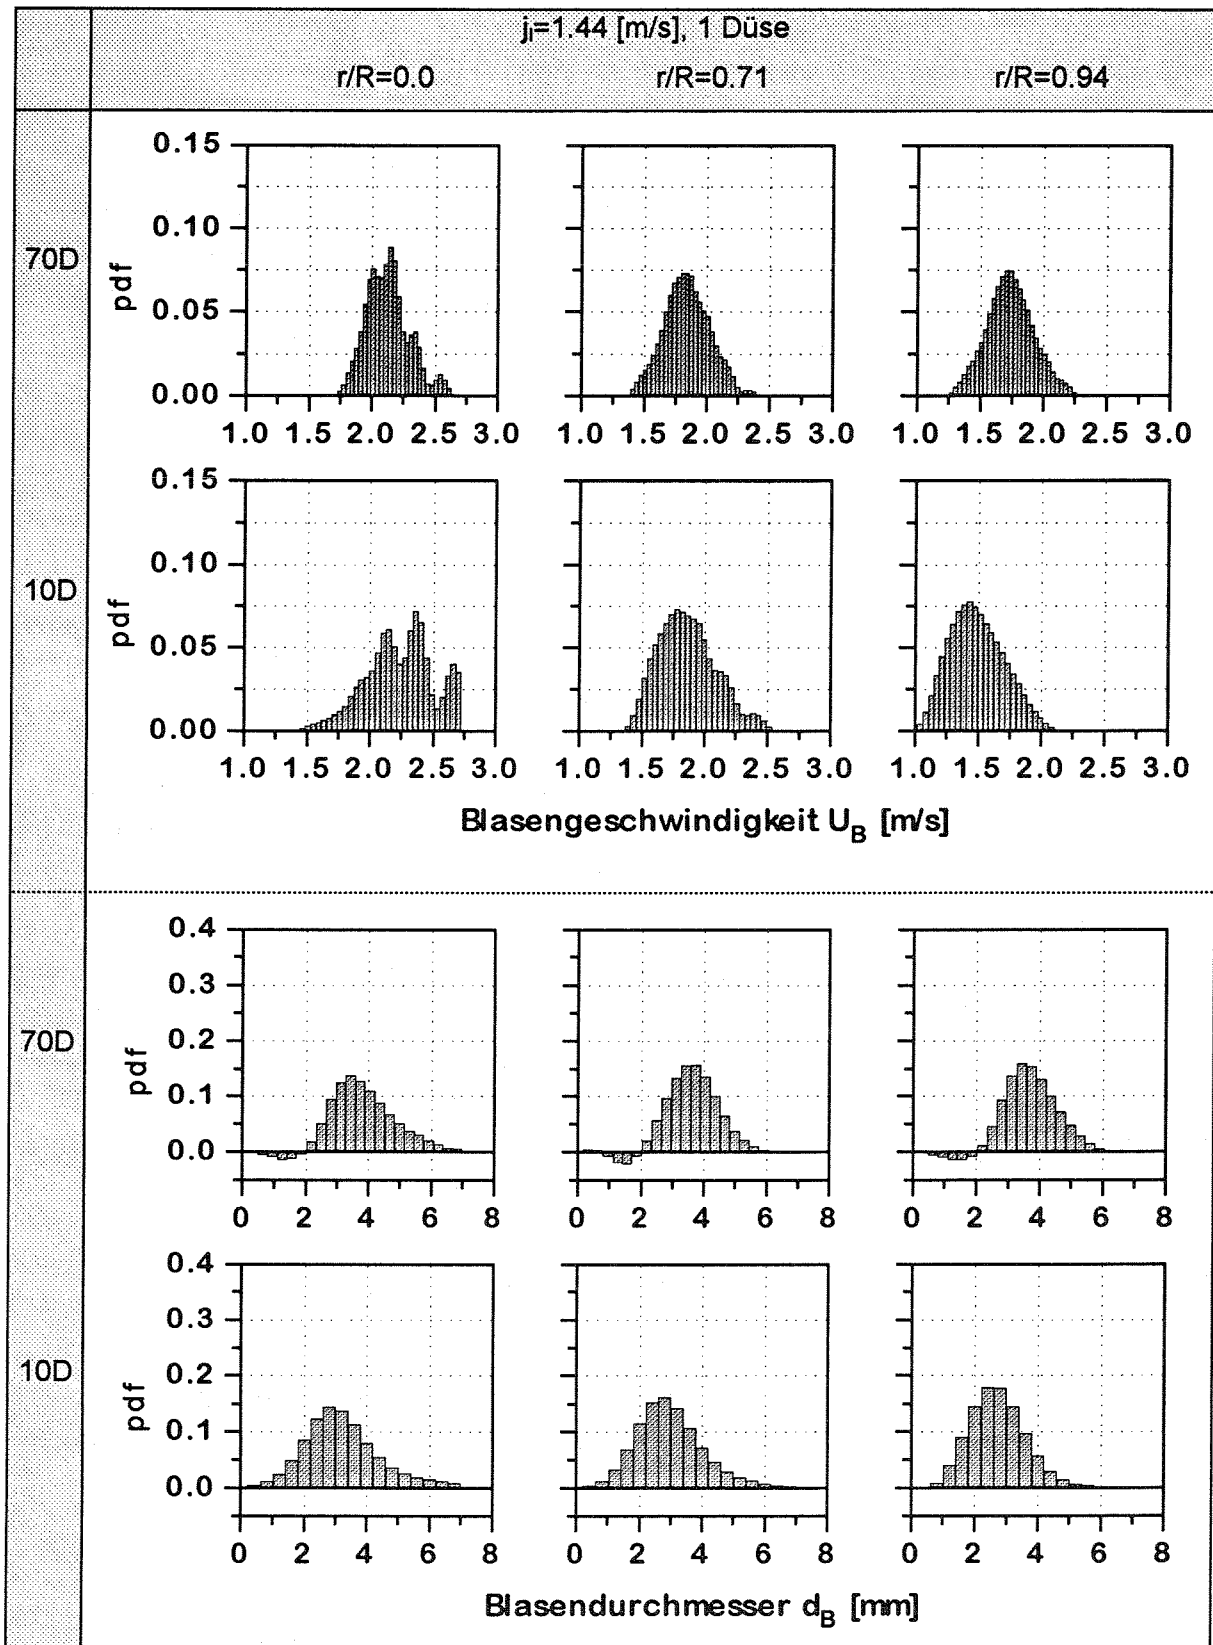 jl=1.44 [m/s], 1 Düse
r/R=0.0 r/R=0.71 r/R=0.94
70D
pdf
0.15
0.10
0.05
0.00
1.0 1.5 2.0 2.5 3.0 1.0 1.5 2.0 2.5 3.0 1.0 1.5 2.0 2.5 3.0
10D
pdf
0.15
0.10
0.05
0.00
1.0 1.5 2.0 2.5 3.0 1.0 1.5 2.0 2.5 3.0 1.0 1.5 2.0 2.5 3.0
Blasengeschwindigkeit UB [m/s]
70D
pdf
0.4
0.3
0.2
0.1
0.0
0 2 4 6 8 0 2 4 6 8 0 2 4 6 8
10D
pdf
0.4
0.3
0.2
0.1
0.0
0 2 4 6 8 0 2 4 6 8 0 2 4 6 8
Blasendurchmesser dB [mm]